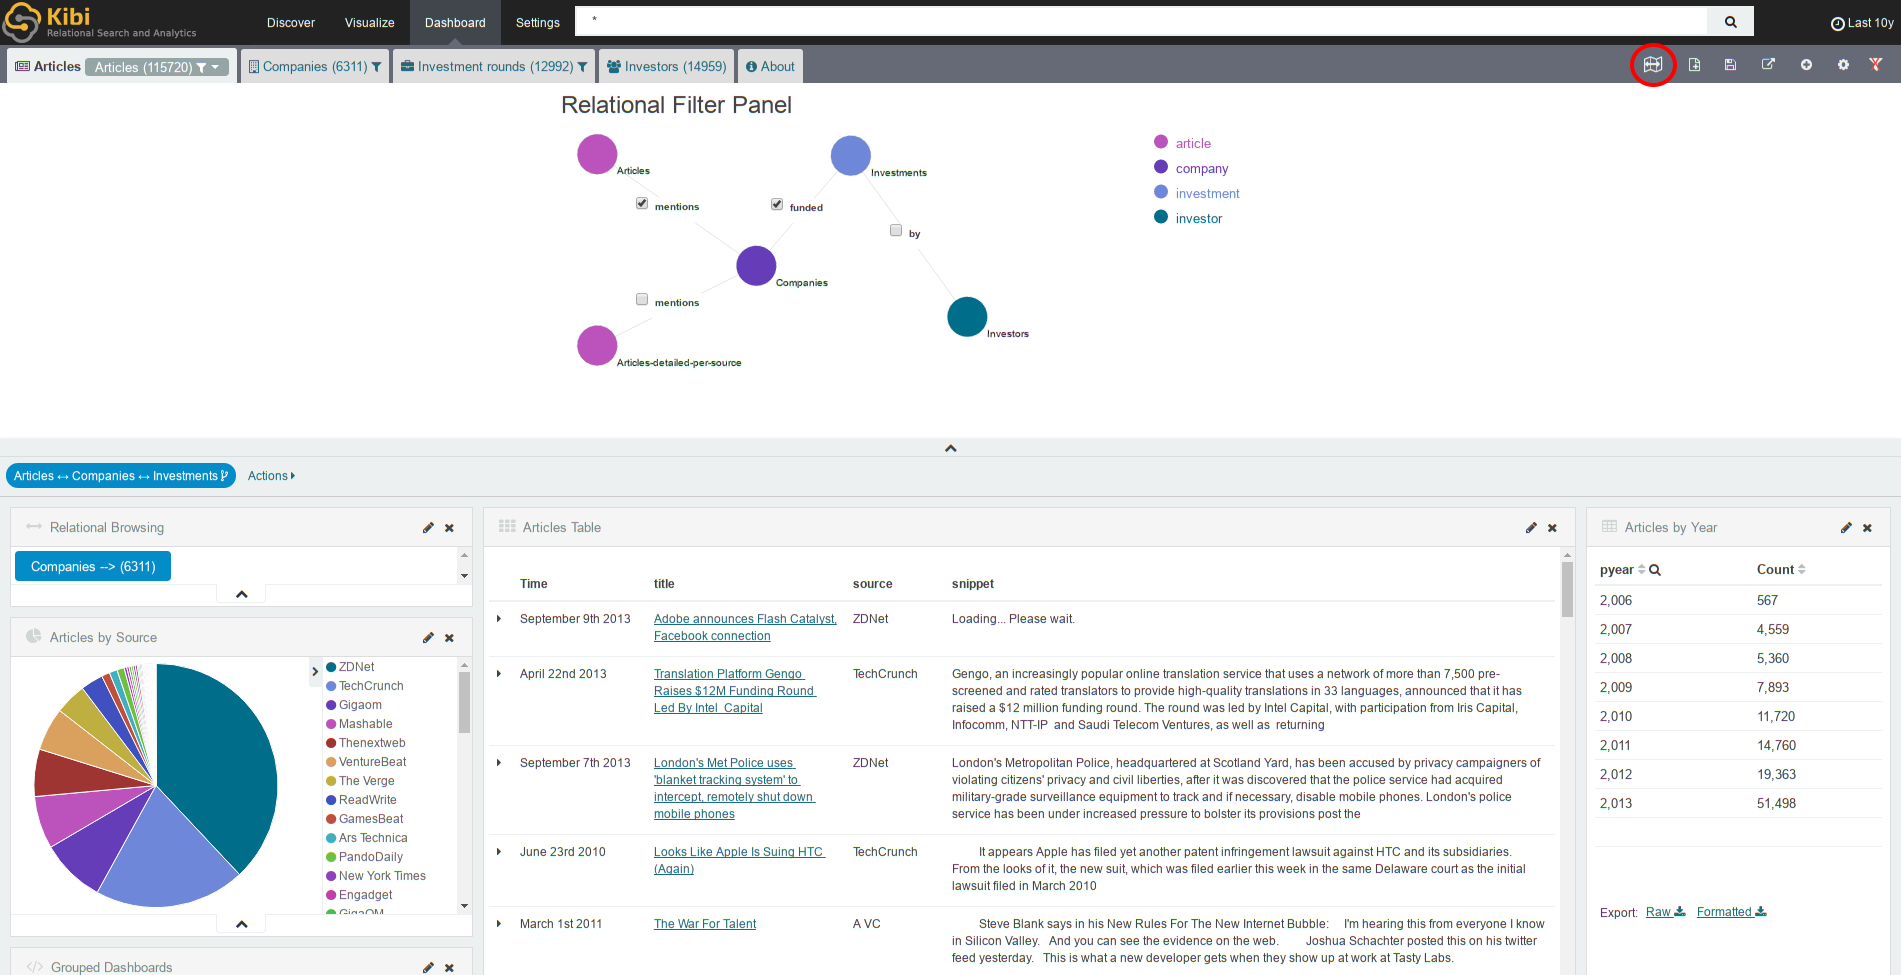 Kibi
Relational Search and Analytics
Discover
Visualize
Dashboard
Settings
*
Last 10y
Articles
Articles (115720)
Companies (6311)
Investment rounds (12992)
Investors (14959)
About
Relational Filter Panel
Articles
Investments
mentions
funded
by
Companies
mentions
Investors
Articles-detailed-per-source
article
company
investment
investor
Articles ↔ Companies ↔ Investments
Actions
Relational Browsing
Companies --> (6311)
Articles by Source
ZDNet
TechCrunch
Gigaom
Mashable
Thenextweb
VentureBeat
The Verge
ReadWrite
GamesBeat
Ars Technica
PandoDaily
New York Times
Engadget
GigaOM
Grouped Dashboards
Articles Table
Time title source snippet
September 9th 2013 Adobe announces Flash Catalyst, ZDNet Loading... Please wait.
Facebook connection
April 22nd 2013 Translation Platform Gengo TechCrunch Gengo, an increasingly popular online translation service that uses a network of more than 7,500 pre-
Raises $12M Funding Round screened and rated translators to provide high-quality translations in 33 languages, announced that it has
Led By Intel Capital raised a $12 million funding round. The round was led by Intel Capital, with participation from Iris Capital,
Infocomm, NTT-IP and Saudi Telecom Ventures, as well as returning
September 7th 2013 London's Met Police uses ZDNet London's Metropolitan Police, headquartered at Scotland Yard, has been accused by privacy campaigners of
'blanket tracking system' to violating citizens' privacy and civil liberties, after it was discovered that the police service had acquired
intercept, remotely shut down military-grade surveillance equipment to track and if necessary, disable mobile phones. London's police
mobile phones service has been under increased pressure to bolster its provisions post the
June 23rd 2010 Looks Like Apple Is Suing HTC TechCrunch It appears Apple has filed yet another patent infringement lawsuit against HTC and its subsidiaries.
(Again) From the looks of it, the new suit, which was filed earlier this week in the same Delaware court as the initial
lawsuit filed in March 2010
March 1st 2011 The War For Talent A VC Steve Blank says in his New Rules For The New Internet Bubble: I'm hearing this from everyone I know
in Silicon Valley. And you can see the evidence on the web. Joshua Schachter posted this on his twitter
feed yesterday. This is what a new developer gets when they show up at work at Tasty Labs.
Articles by Year
pyear Count
2,006 567
2,007 4,559
2,008 5,360
2,009 7,893
2,010 11,720
2,011 14,760
2,012 19,363
2,013 51,498
Export: Raw Formatted